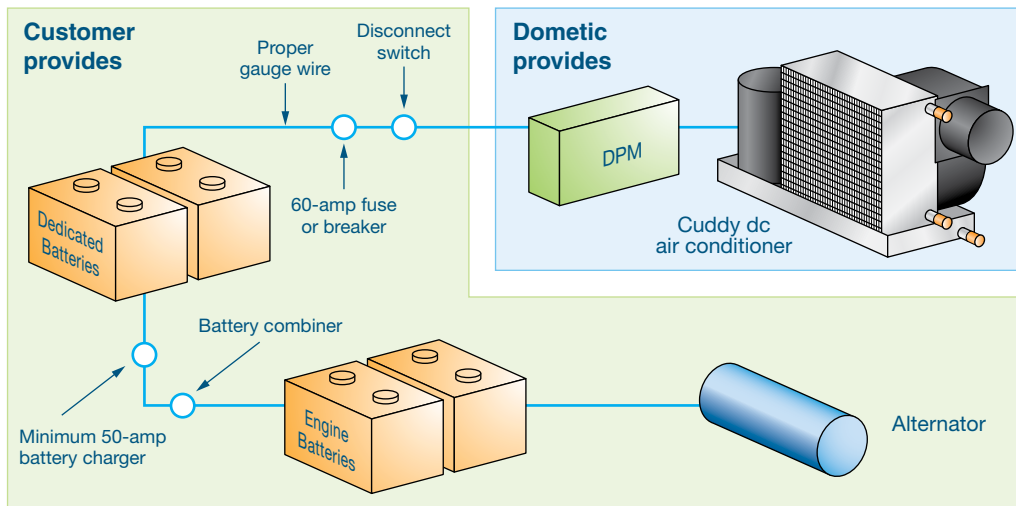 Customer
provides
Proper
gauge wire
Disconnect
switch
60-amp fuse
or breaker
Dometic
provides
DPM
Cuddy dc
air conditioner
Dedicated
Batteries
Battery combiner
Minimum 50-amp
battery charger
Engine
Batteries
Alternator